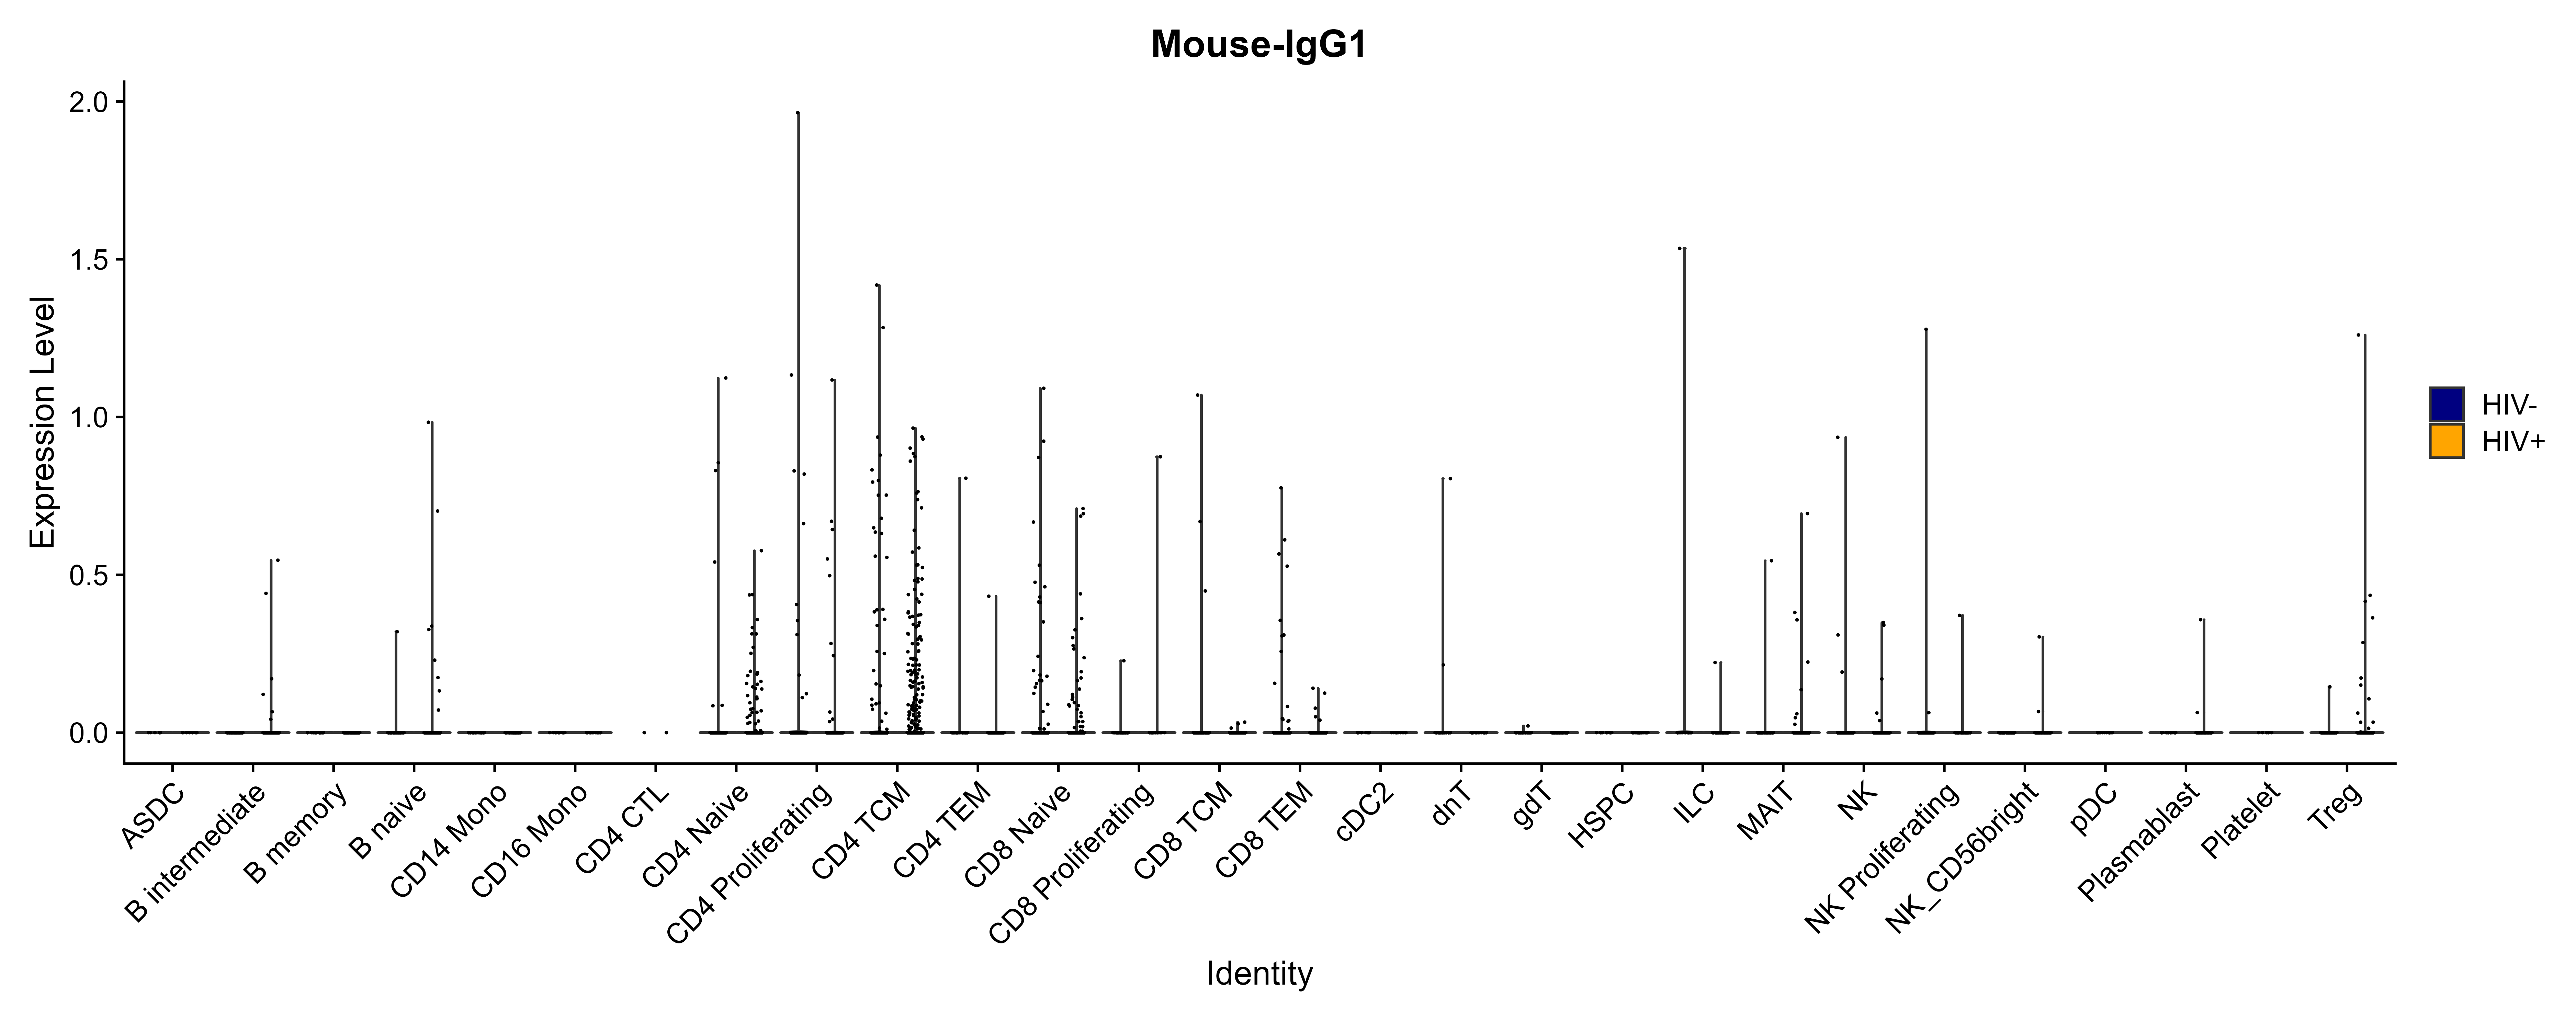 Mouse-IgG1
Expression Level
2.0
1.5
1.0
0.5
0.0
ASDC
B intermediate
B memory
B naive
CD14 Mono
CD16 Mono
CD4 CTL
CD4 Naive
CD4 Proliferating
CD4 TCM
CD4 TEM
CD8 Naive
CD8 Proliferating
CD8 TCM
CD8 TEM
cDC2
dnT
gdT
HSPC
ILC
MAIT
NK
NK Proliferating
NK_CD56bright
pDC
Plasmablast
Platelet
Treg
Identity
HIV-
HIV+